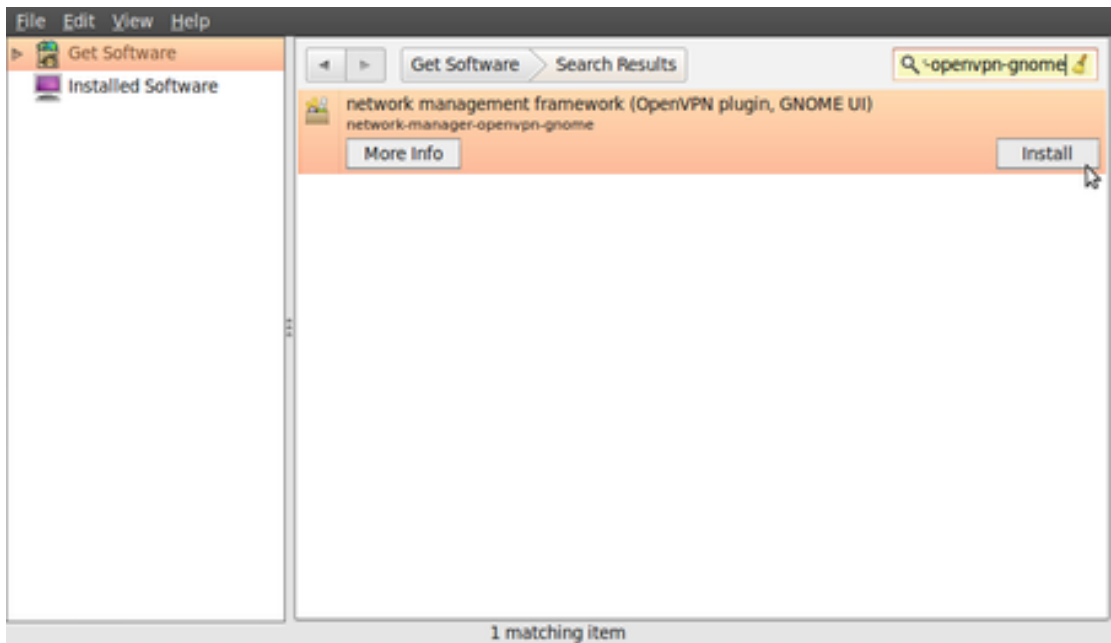 File Edit View Help
Get Software
Installed Software
Get Software Search Results
-openvpn-gnome
network management framework (OpenVPN plugin, GNOME UI)
network-manager-openvpn-gnome
More Info Install
1 matching item